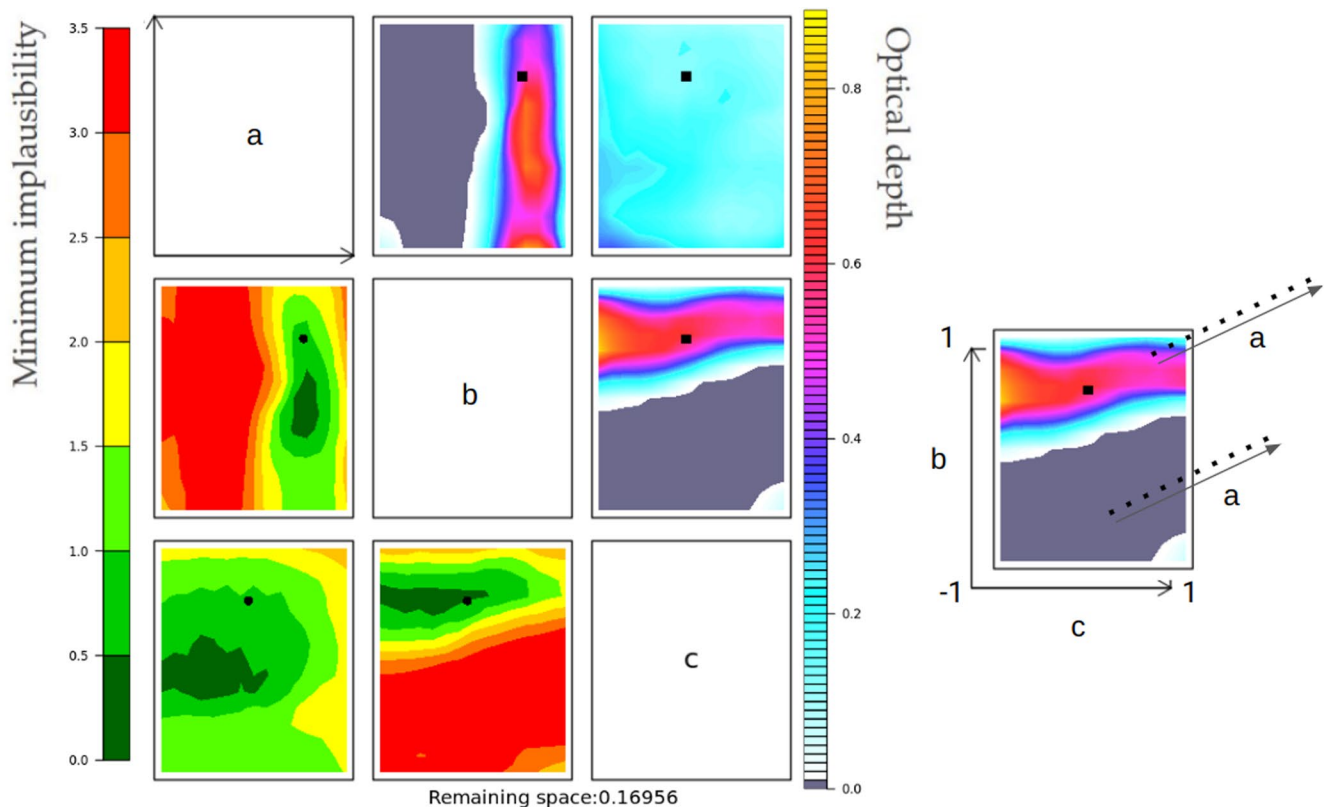 Minimum implausibility
3.5
3.0
2.5
2.0
1.5
1.0
0.5
0.0
a
b
c
Remaining space:0.16956
Optical depth
0.8
0.6
0.4
0.2
0.0
1
b
-1
1
c
a
a